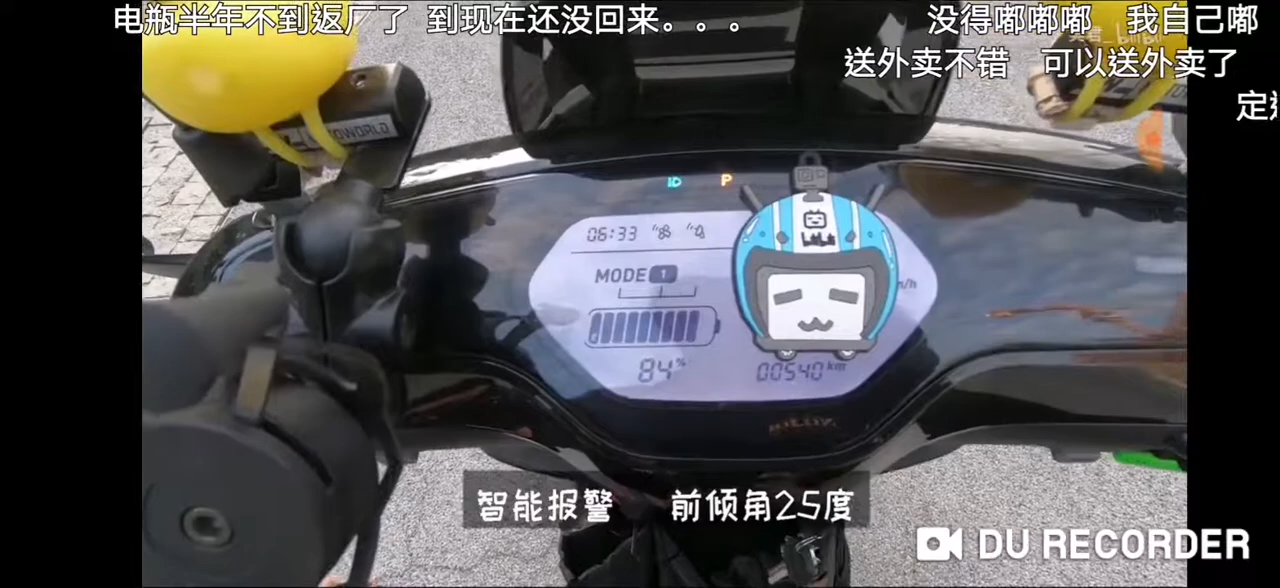 电瓶半年不到返厂了 到现在还没回来。。。
没得嘟嘟嘟 我自己嘟
送外卖不错 可以送外卖了
06:33
MODE 1
84%
00540 km
P
智能报警 前倾角25度
DU RECORDER